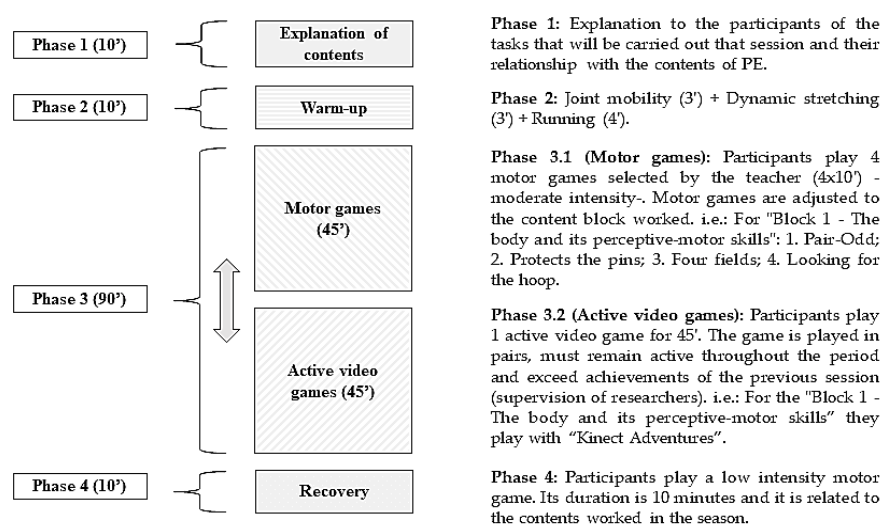 Phase 1 (10’)
Explanation of
contents
Phase 1: Explanation to the participants of the
tasks that will be carried out that session and their
relationship with the contents of PE.
Phase 2 (10’)
Warm-up
Phase 2: Joint mobility (3') + Dynamic stretching
(3') + Running (4').
Phase 3 (90’)
Motor games
(45’)
Phase 3.1 (Motor games): Participants play 4
motor games selected by the teacher (4x10') -
moderate intensity-. Motor games are adjusted to
the content block worked. i.e.: For "Block 1 - The
body and its perceptive-motor skills": 1. Pair-Odd;
2. Protects the pins; 3. Four fields; 4. Looking for
the hoop.
Active video
games (45’)
Phase 3.2 (Active video games): Participants play
1 active video game for 45'. The game is played in
pairs, must remain active throughout the period
and exceed achievements of the previous session
(supervision of researchers). i.e.: For the "Block 1 -
The body and its perceptive-motor skills” they
play with “Kinect Adventures”.
Phase 4 (10’)
Recovery
Phase 4: Participants play a low intensity motor
game. Its duration is 10 minutes and it is related to
the contents worked in the season.